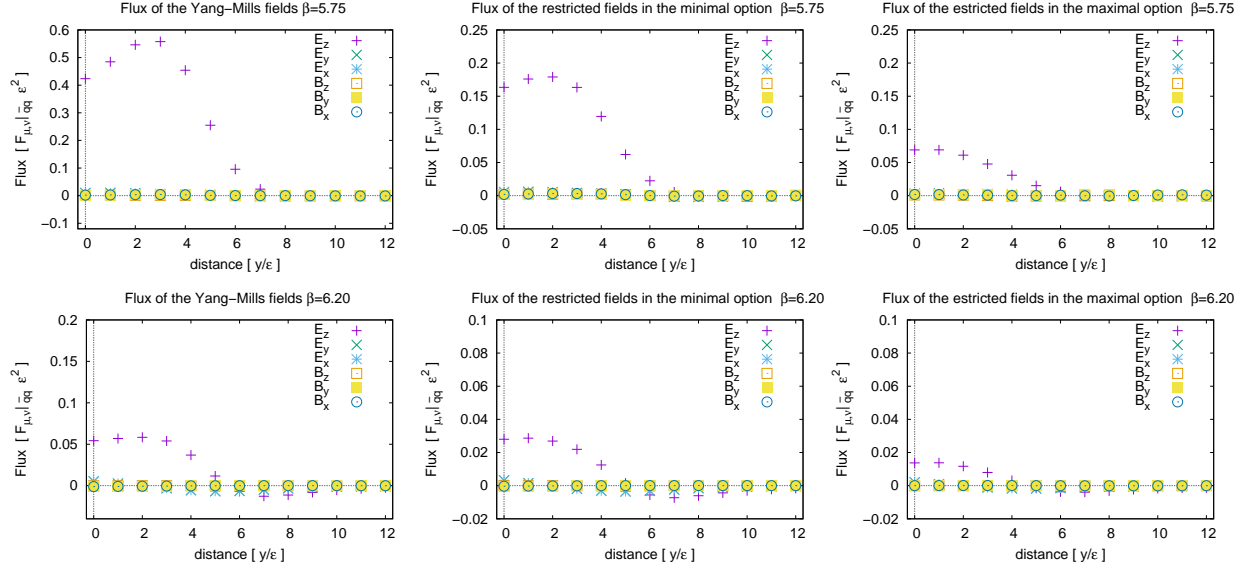 Flux of the Yang−Mills fields β=5.75
Flux [ F_{μ,ν}|_{q̄q} ε^2 ]
0.6
0.5
0.4
0.3
0.2
0.1
0
−0.1
E_z
E_y
E_x
B_z
B_y
B_x
0 2 4 6 8 10 12
distance [ y/ε ]
Flux of the restricted fields in the minimal option β=5.75
Flux [ F_{μ,ν}|_{q̄q} ε^2 ]
0.25
0.20
0.15
0.10
0.05
0
−0.05
E_z
E_y
E_x
B_z
B_y
B_x
0 2 4 6 8 10 12
distance [ y/ε ]
Flux of the estricted fields in the maximal option β=5.75
Flux [ F_{μ,ν}|_{q̄q} ε^2 ]
0.25
0.20
0.15
0.10
0.05
0
−0.05
E_z
E_y
E_x
B_z
B_y
B_x
0 2 4 6 8 10 12
distance [ y/ε ]
Flux of the Yang−Mills fields β=6.20
Flux [ F_{μ,ν}|_{q̄q} ε^2 ]
0.2
0.15
0.1
0.05
0
E_z
E_y
E_x
B_z
B_y
B_x
0 2 4 6 8 10 12
distance [ y/ε ]
Flux of the restricted fields in the minimal option β=6.20
Flux [ F_{μ,ν}|_{q̄q} ε^2 ]
0.1
0.08
0.06
0.04
0.02
0
−0.02
E_z
E_y
E_x
B_z
B_y
B_x
0 2 4 6 8 10 12
distance [ y/ε ]
Flux of the estricted fields in the maximal option β=6.20
Flux [ F_{μ,ν}|_{q̄q} ε^2 ]
0.1
0.08
0.06
0.04
0.02
0
−0.02
E_z
E_y
E_x
B_z
B_y
B_x
0 2 4 6 8 10 12
distance [ y/ε ]